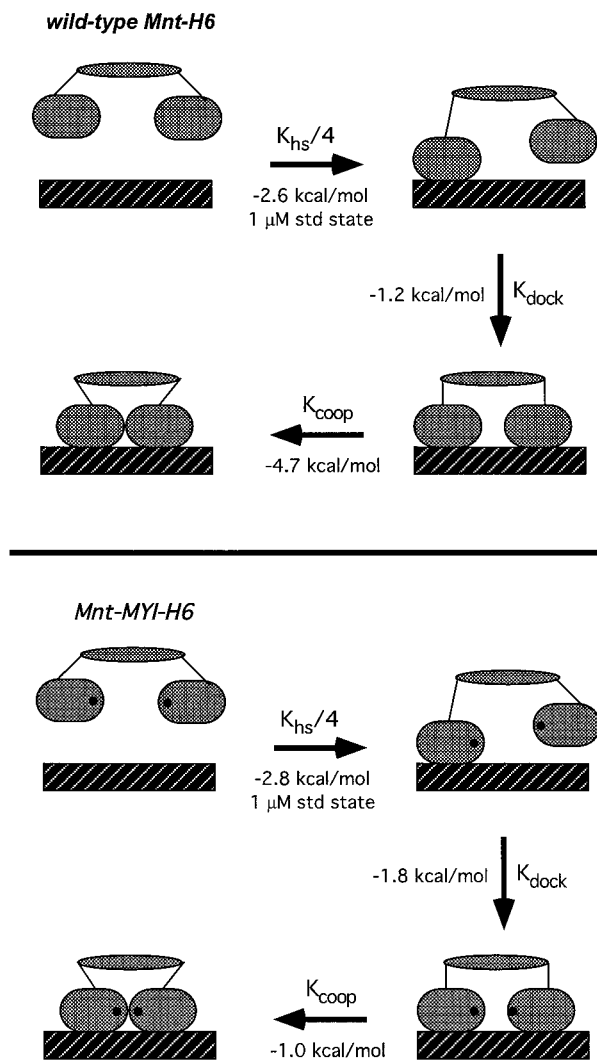 wild-type Mnt-H6
Khs/4
-2.6 kcal/mol
1 μM std state
-1.2 kcal/mol Kdock
Kcoop
-4.7 kcal/mol
Mnt-MYI-H6
Khs/4
-2.8 kcal/mol
1 μM std state
-1.8 kcal/mol Kdock
Kcoop
-1.0 kcal/mol